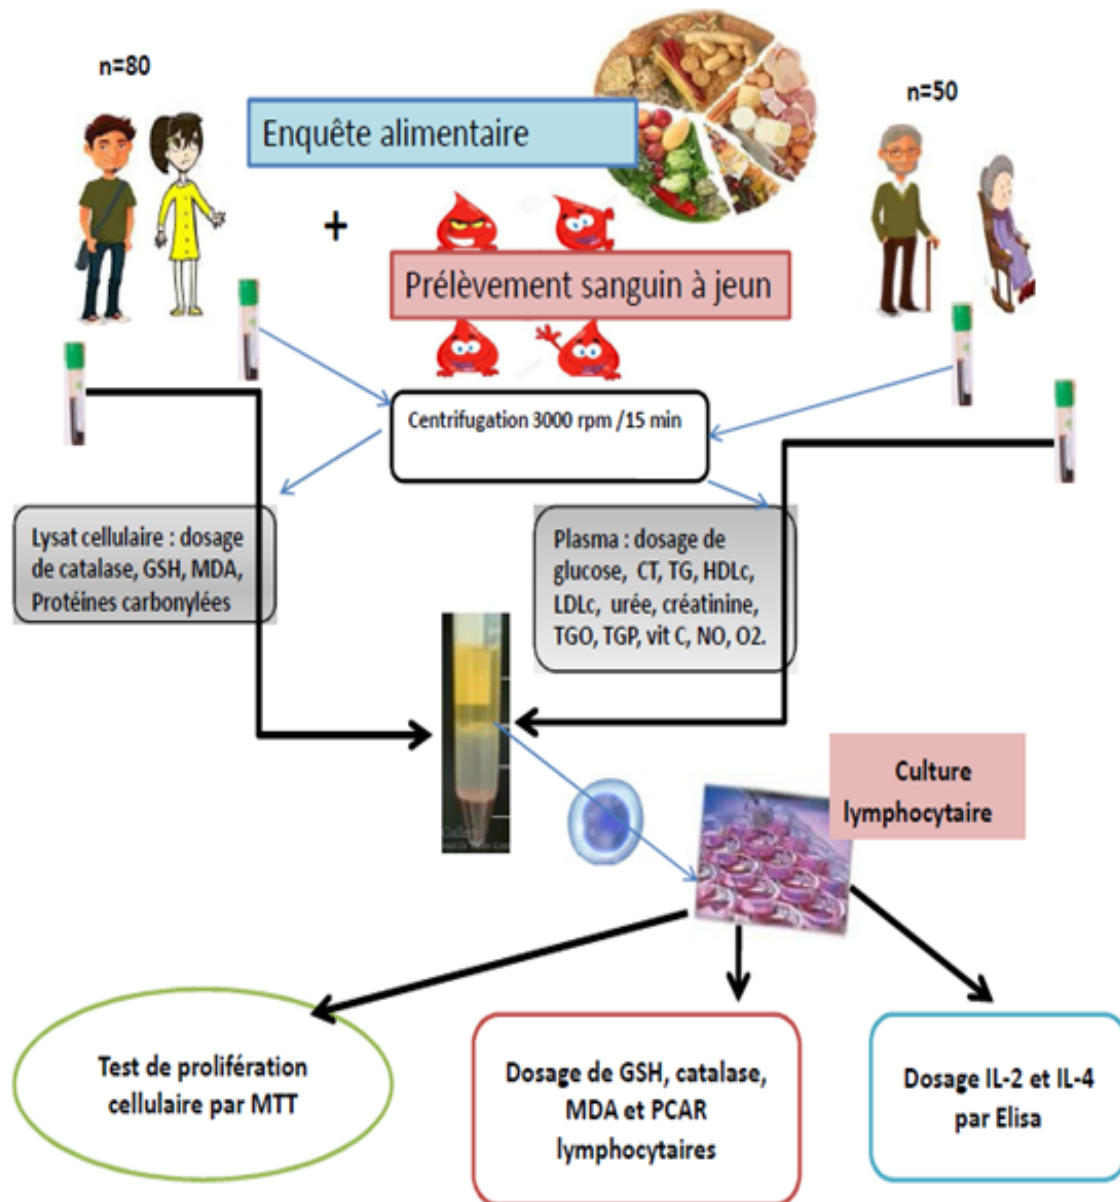 n=80
n=50
Enquête alimentaire
+
Prélèvement sanguin à jeun
Centrifugation 3000 rpm /15 min
Lysat cellulaire : dosage
de catalase, GSH, MDA,
Protéines carbonylées
Plasma : dosage de
glucose, CT, TG, HDLc,
LDLc, urée, créatinine,
TGO, TGP, vit C, NO, O2.
Culture
lymphocytaire
Test de prolifération
cellulaire par MTT
Dosage de GSH, catalase,
MDA et PCAR
lymphocytaires
Dosage IL-2 et IL-4
par Elisa